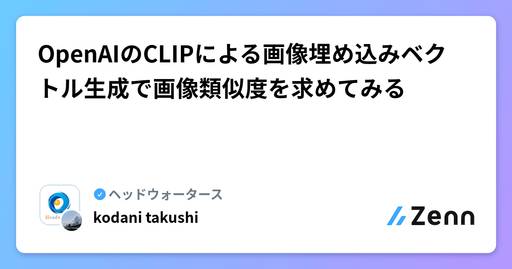 OpenAIのCLIPによる画像埋め込みベク
トル生成で画像類似度を求めてみる
ヘッドウォータース
kodani takushi
Zenn